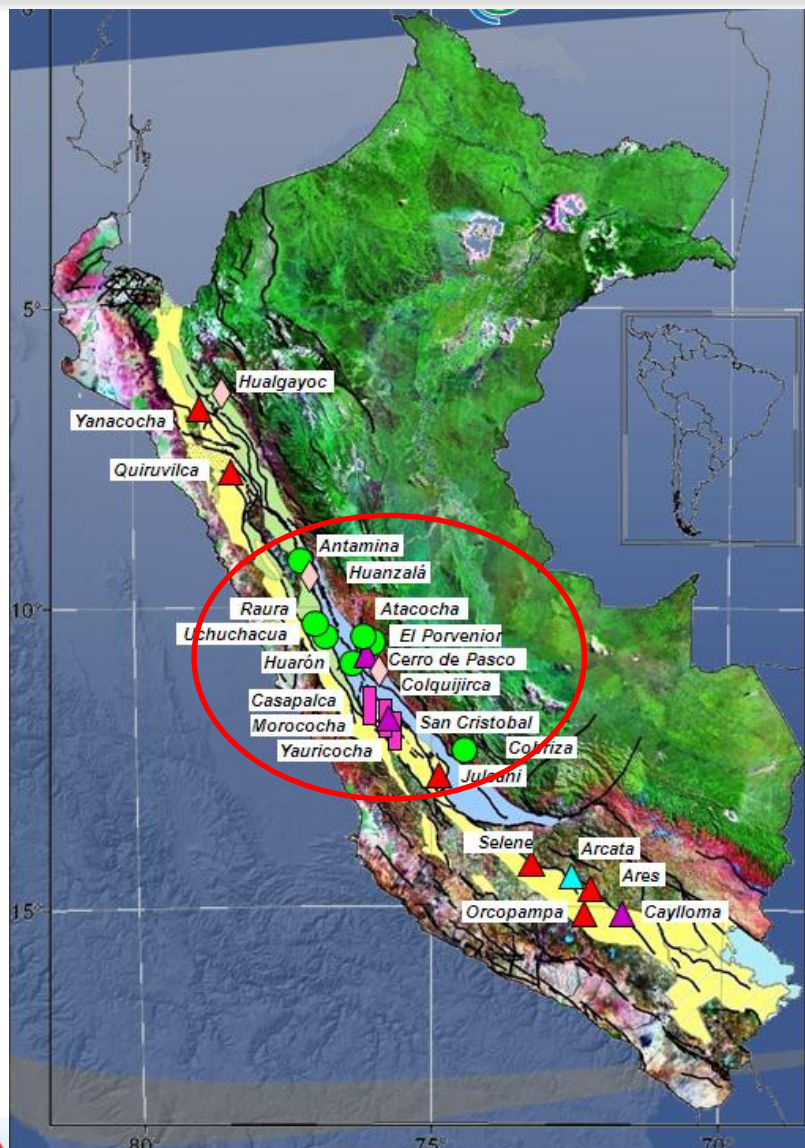 0
5°
Hualgayoc
Yanacocha
Quiruvilca
Antamina
Huanzalá
10°
Raura
Atacocha
Uchuchacua
El Porvenior
Huarón
Cerro de Pasco
Colquijirca
Casapalca
San Cristobal
Morococha
Cobriza
Yauricocha
Julcani
Selene
Arcata
Ares
15°
Orcopampa
Caylloma
80°
75°
70°